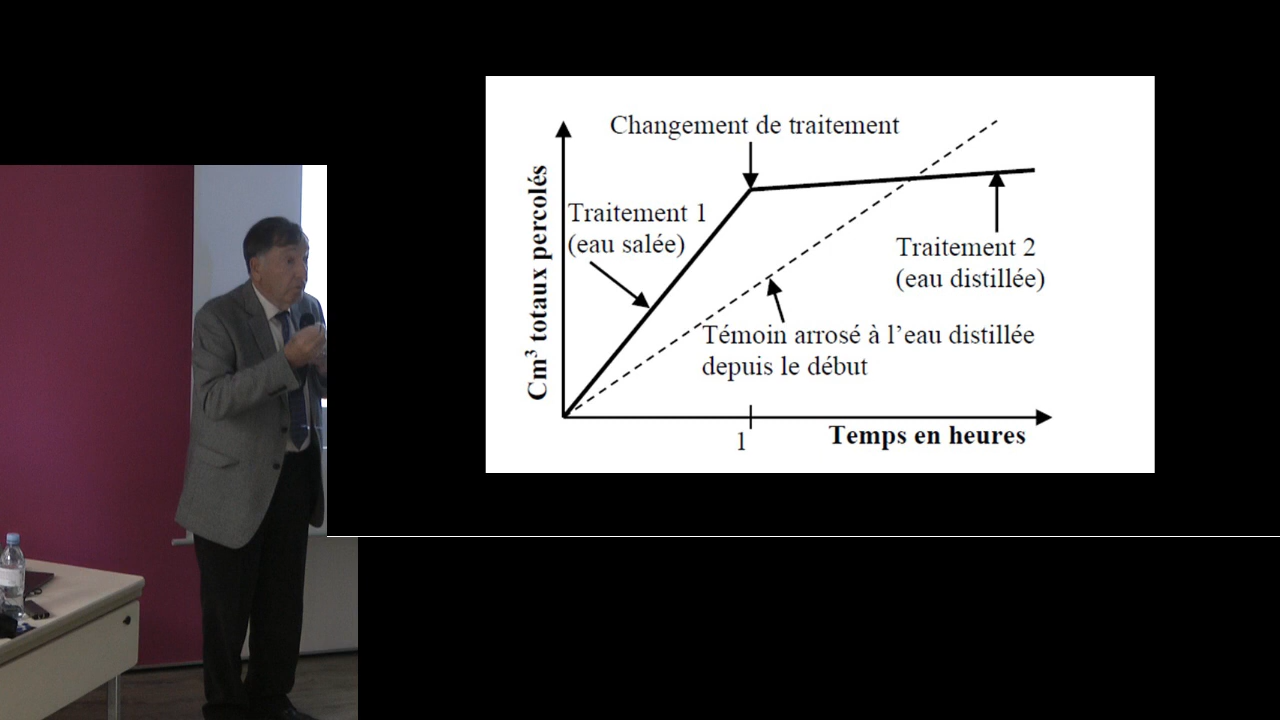 Changement de traitement
Cm³ totaux percolés
Traitement 1
(eau salée)
Traitement 2
(eau distillée)
Témoin arrosé à l'eau distillée
depuis le début
1
Temps en heures